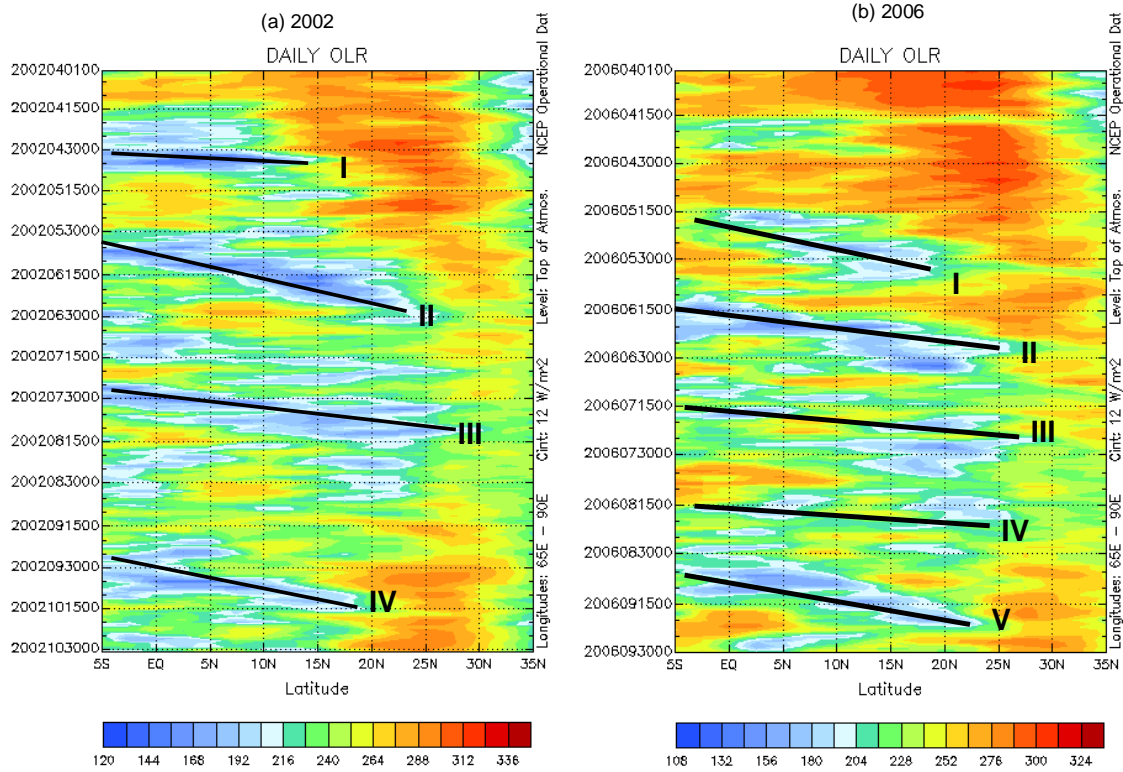 (a) 2002
DAILY OLR
2002040100
2002041500
2002043000
2002051500
2002053000
2002061500
2002063000
2002071500
2002073000
2002081500
2002083000
2002091500
2002093000
2002101500
2002103000
I
II
III
IV
5S EQ 5N 10N 15N 20N 25N 30N 35N
Latitude
Longitudes: 65E – 90E Cint: 12 W/m^2 Level: Top of Atmos. NCEP Operational Dat
120 144 168 192 216 240 264 288 312 336
(b) 2006
DAILY OLR
2006040100
2006041500
2006043000
2006051500
2006053000
2006061500
2006063000
2006071500
2006073000
2006081500
2006083000
2006091500
2006093000
I
II
III
IV
V
5S EQ 5N 10N 15N 20N 25N 30N 35N
Latitude
Longitudes: 65E – 90E Cint: 12 W/m^2 Level: Top of Atmos. NCEP Operational Dat
108 132 156 180 204 228 252 276 300 324